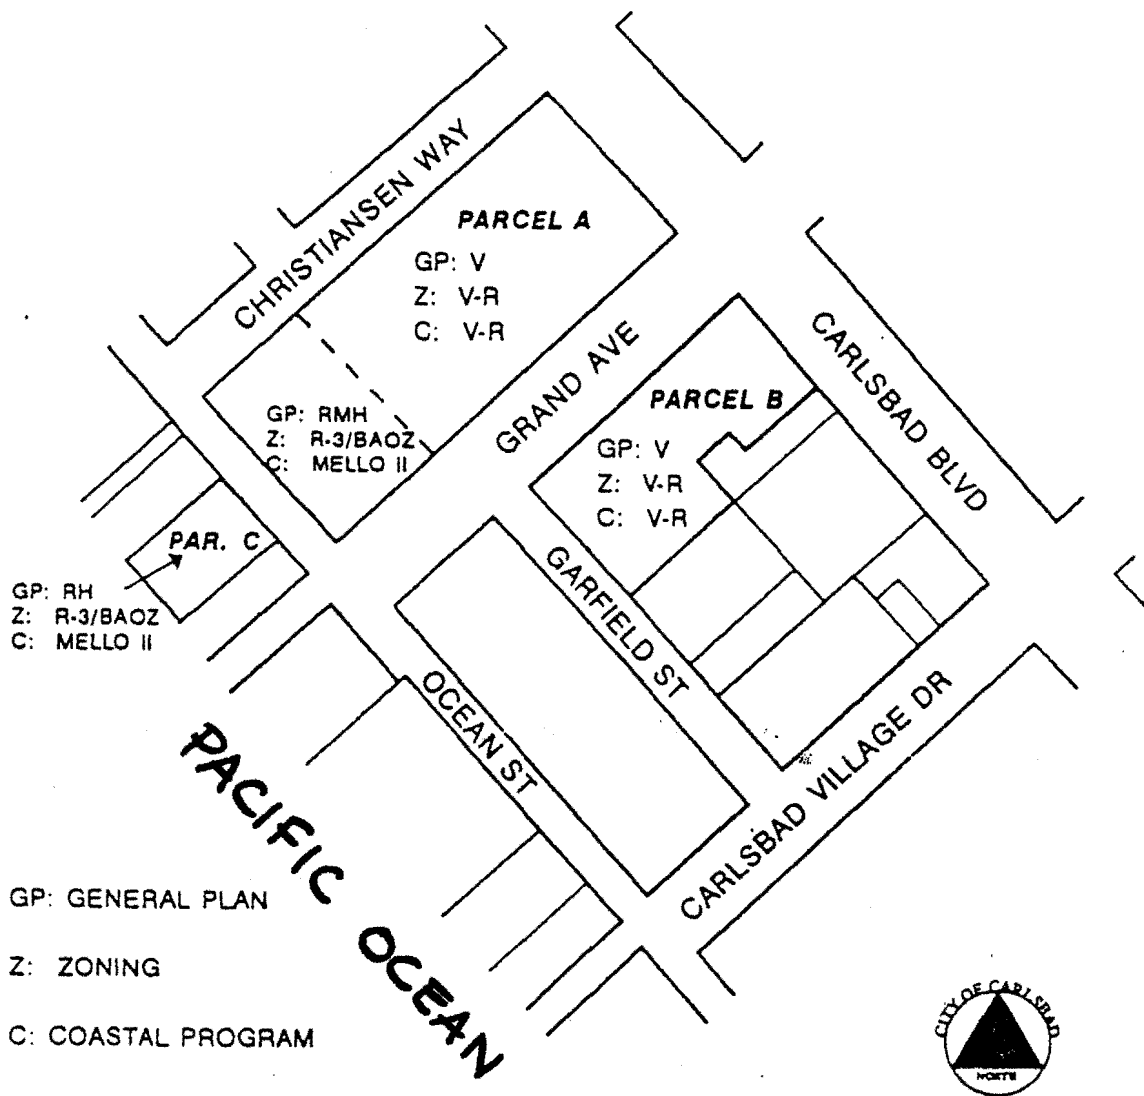 CHRISTIANSEN WAY
PARCEL A
GP: V
Z: V-R
C: V-R
GP: RMH
Z: R-3/BAOZ
C: MELLO II
GRAND AVE
PARCEL B
GP: V
Z: V-R
C: V-R
CARLSBAD BLVD
PAR. C
GP: RH
Z: R-3/BAOZ
C: MELLO II
GARFIELD ST
OCEAN ST
CARLSBAD VILLAGE DR
PACIFIC OCEAN
GP: GENERAL PLAN
Z: ZONING
C: COASTAL PROGRAM
CITY OF CARLSBAD
NORTH